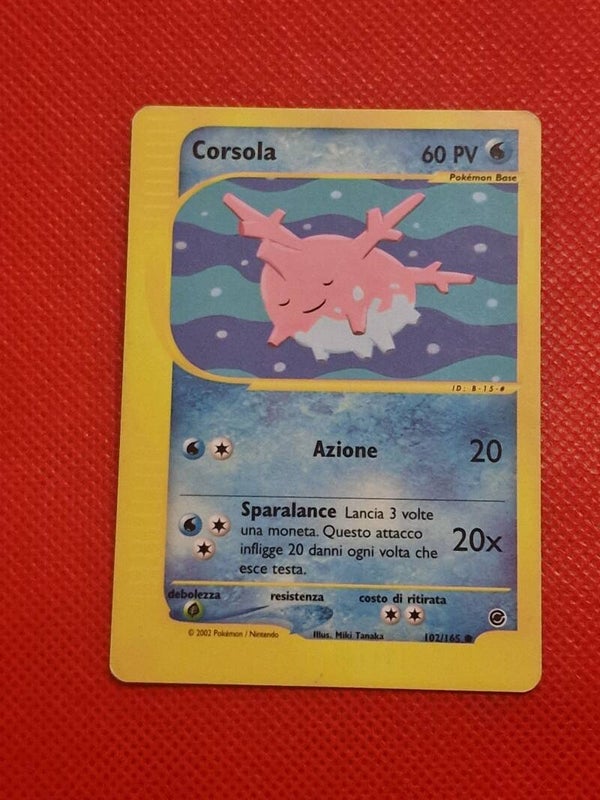 Corsola 60 PV
Pokémon Base
ID: B-15-#
Azione 20
Sparalance Lancia 3 volte
una moneta. Questo attacco
infligge 20 danni ogni volta che
esce testa.
20x
debolezza resistenza costo di ritirata
© 2002 Pokémon / Nintendo Illus. Miki Tanaka 102/165